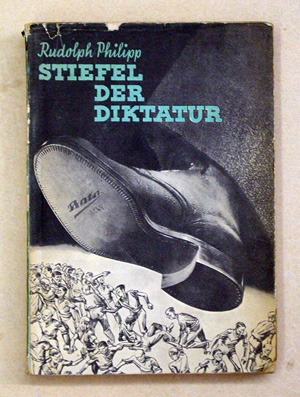 Rudolph Philipp
STIEFEL
DER
DIKTATUR
Bata